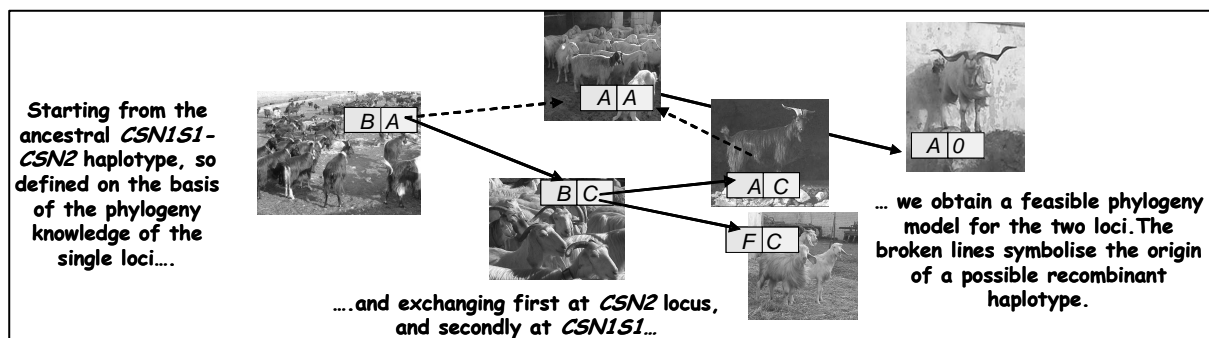 Starting from the
ancestral CSN1S1-
CSN2 haplotype, so
defined on the basis
of the phylogeny
knowledge of the
single loci….
B A
A A
B C
A C
F C
A 0
….and exchanging first at CSN2 locus,
and secondly at CSN1S1…
… we obtain a feasible phylogeny
model for the two loci.The
broken lines symbolise the origin
of a possible recombinant
haplotype.